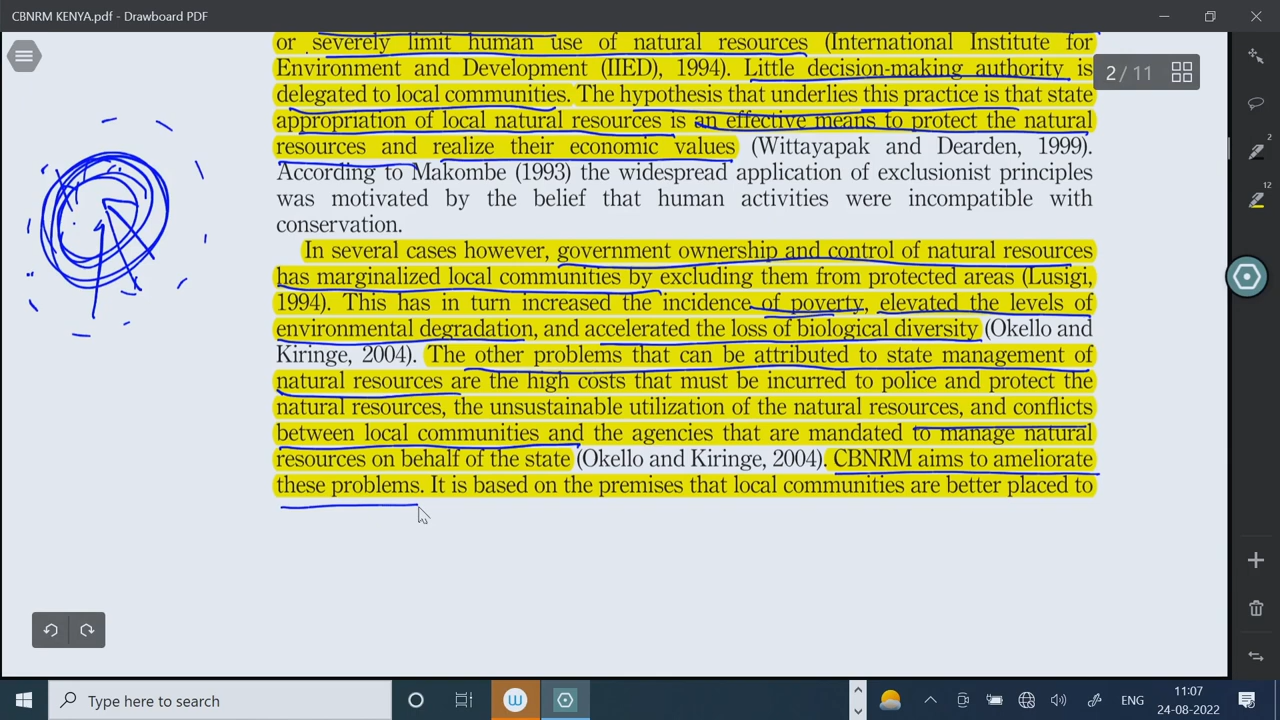 CBNRM KENYA.pdf - Drawboard PDF
or severely limit human use of natural resources (International Institute for
Environment and Development (IIED), 1994). Little decision-making authority is
delegated to local communities. The hypothesis that underlies this practice is that state
appropriation of local natural resources is an effective means to protect the natural
resources and realize their economic values (Wittayapak and Dearden, 1999).
According to Makombe (1993) the widespread application of exclusionist principles
was motivated by the belief that human activities were incompatible with
conservation.
In several cases however, government ownership and control of natural resources
has marginalized local communities by excluding them from protected areas (Lusigi,
1994). This has in turn increased the incidence of poverty, elevated the levels of
environmental degradation, and accelerated the loss of biological diversity (Okello and
Kiringe, 2004). The other problems that can be attributed to state management of
natural resources are the high costs that must be incurred to police and protect the
natural resources, the unsustainable utilization of the natural resources, and conflicts
between local communities and the agencies that are mandated to manage natural
resources on behalf of the state (Okello and Kiringe, 2004). CBNRM aims to ameliorate
these problems. It is based on the premises that local communities are better placed to
2 / 11
2
12
Type here to search
W
ENG
11:07
24-08-2022